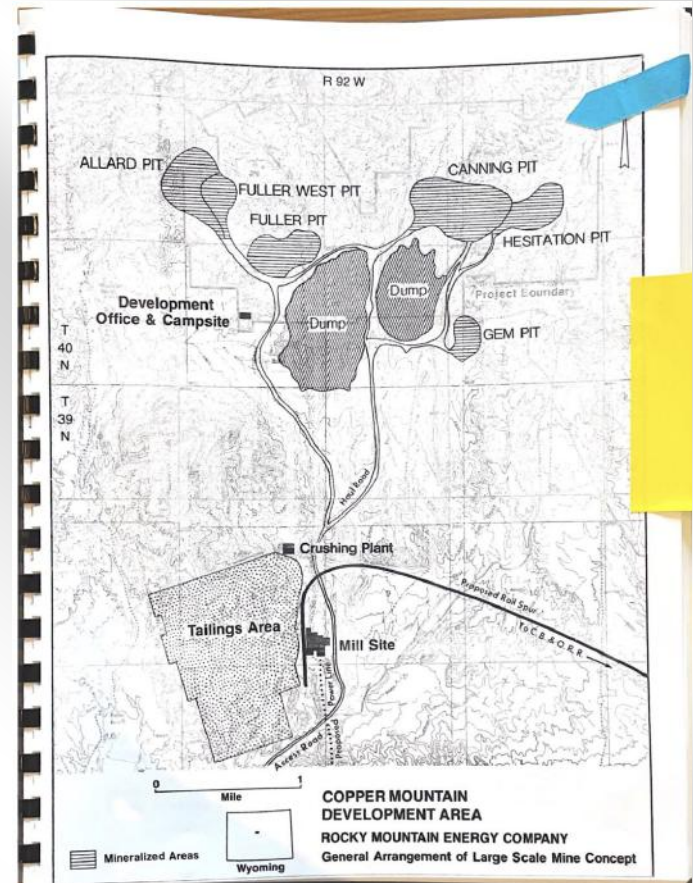 R 92 W
ALLARD PIT
FULLER WEST PIT
FULLER PIT
CANNING PIT
HESITATION PIT
Development
Office & Campsite
Dump
Dump
Project Boundary
GEM PIT
T
40
N
T
39
N
Haul Road
Crushing Plant
Proposed Rail Spur
To C.B.& Q.R.R.
Tailings Area
Mill Site
Proposed Power Line
Access Road
0 1
Mile
Wyoming
Mineralized Areas
COPPER MOUNTAIN
DEVELOPMENT AREA
ROCKY MOUNTAIN ENERGY COMPANY
General Arrangement of Large Scale Mine Concept